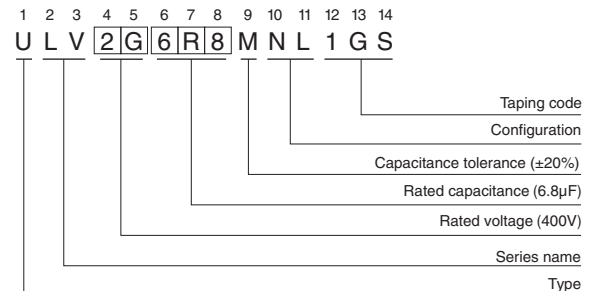 1 2 3 4 5 6 7 8 9 10 11 12 13 14
U L V 2 G 6 R 8 M N L 1 G S
Taping code
Configuration
Capacitance tolerance (±20%)
Rated capacitance (6.8µF)
Rated voltage (400V)
Series name
Type